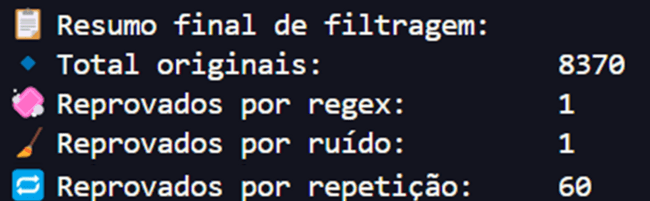 📋 Resumo final de filtragem:
🔹 Total originais: 8370
🧼 Reprovados por regex: 1
🧹 Reprovados por ruído: 1
🔁 Reprovados por repetição: 60